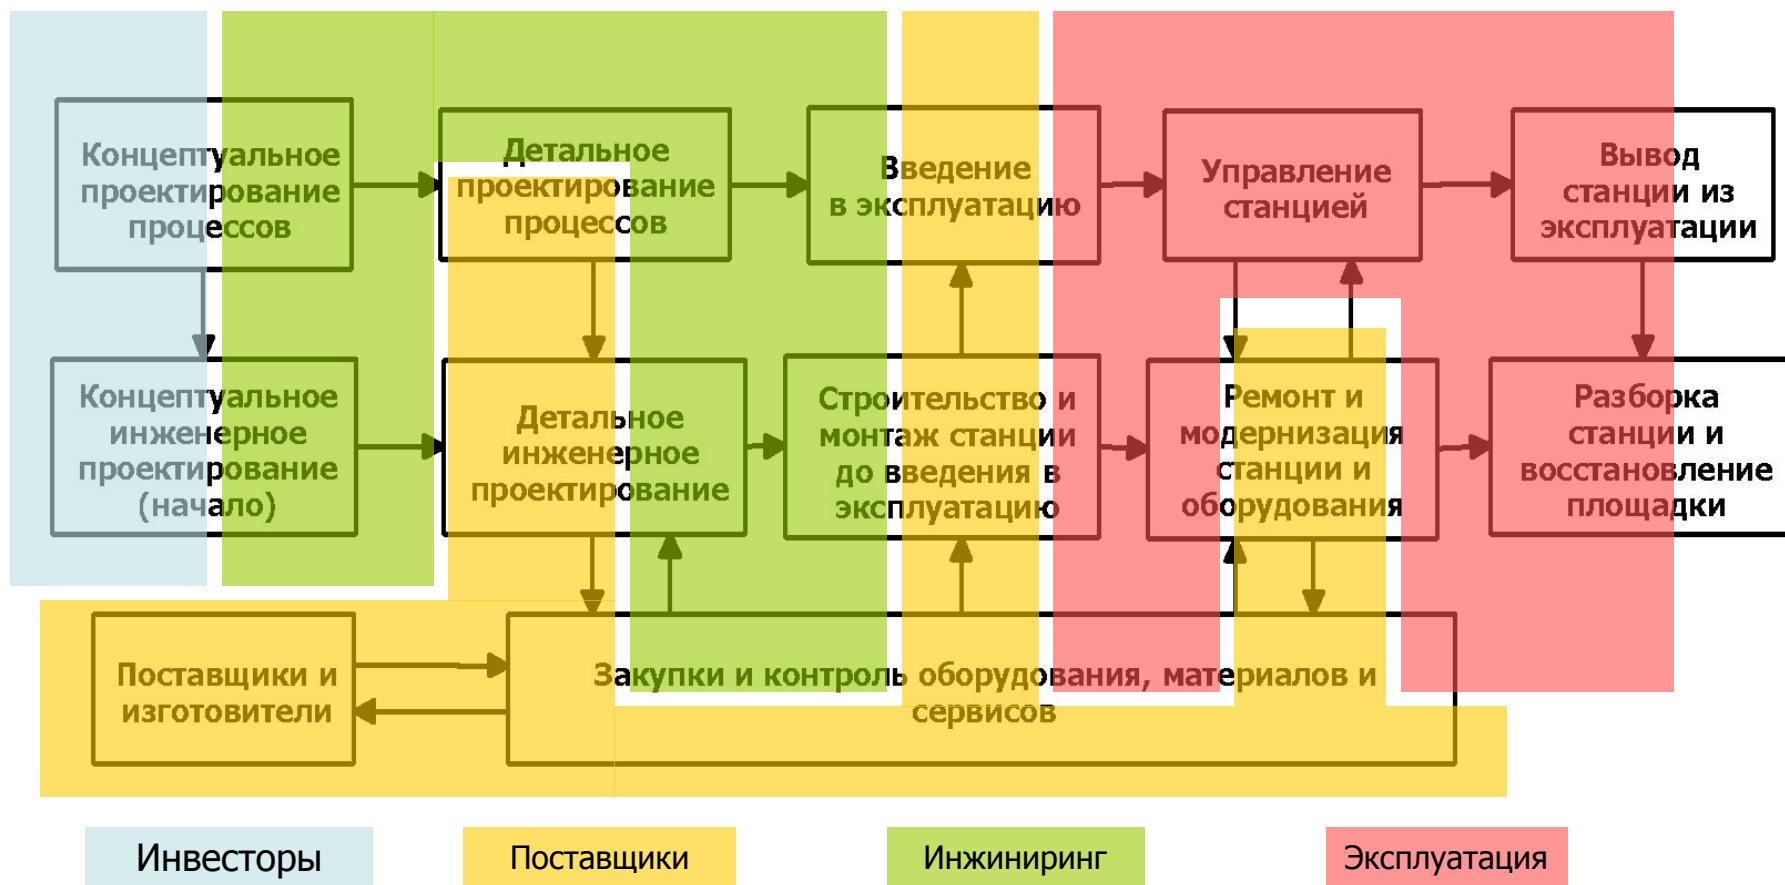 Концептуальное
проектирование
процессов
Детальное
проектирование
процессов
Введение
в эксплуатацию
Управление
станцией
Вывод
станции из
эксплуатации
Концептуальное
инженерное
проектирование
(начало)
Детальное
инженерное
проектирование
Строительство и
монтаж станции
до введения в
эксплуатацию
Ремонт и
модернизация
станции и
оборудования
Разборка
станции и
восстановление
площадки
Поставщики и
изготовители
Закупки и контроль оборудования, материалов и
сервисов
Инвесторы
Поставщики
Инжиниринг
Эксплуатация